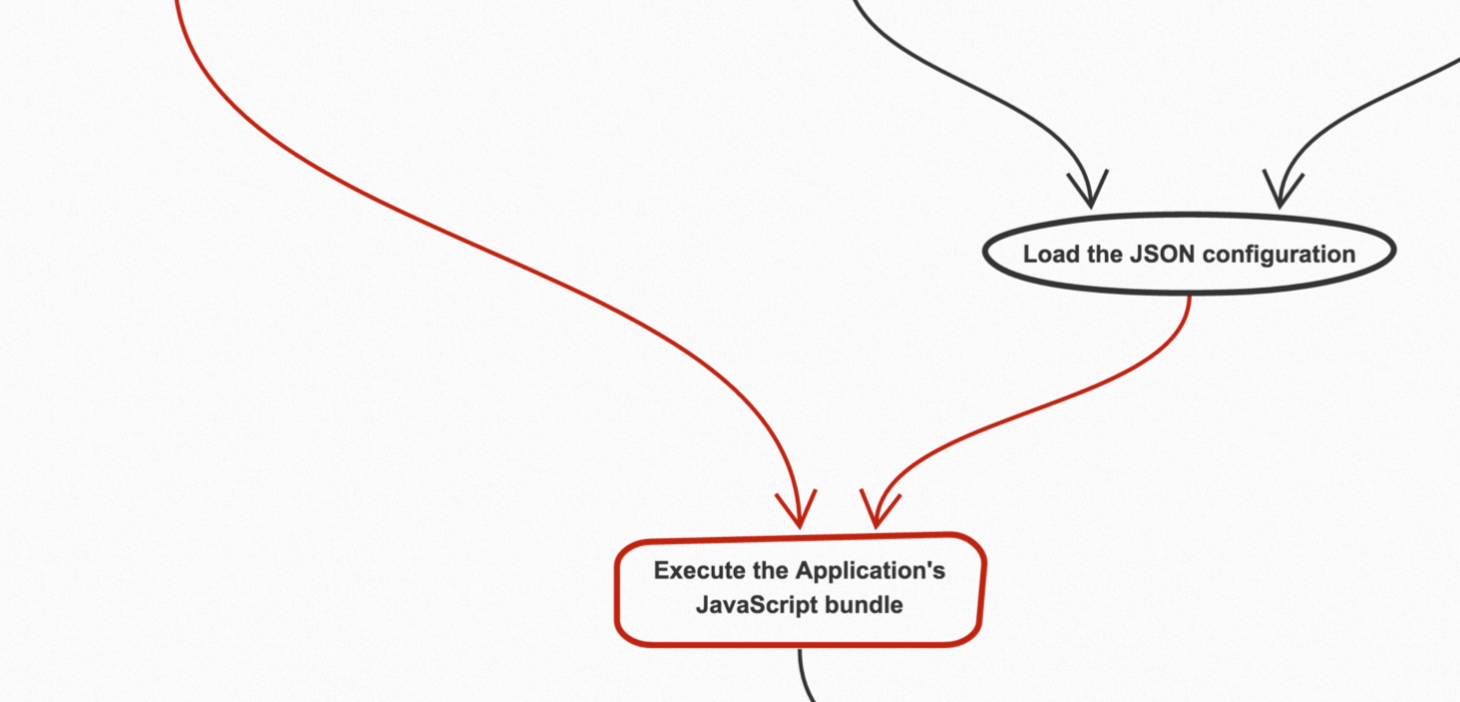 Load the JSON configuration
Execute the Application's
JavaScript bundle